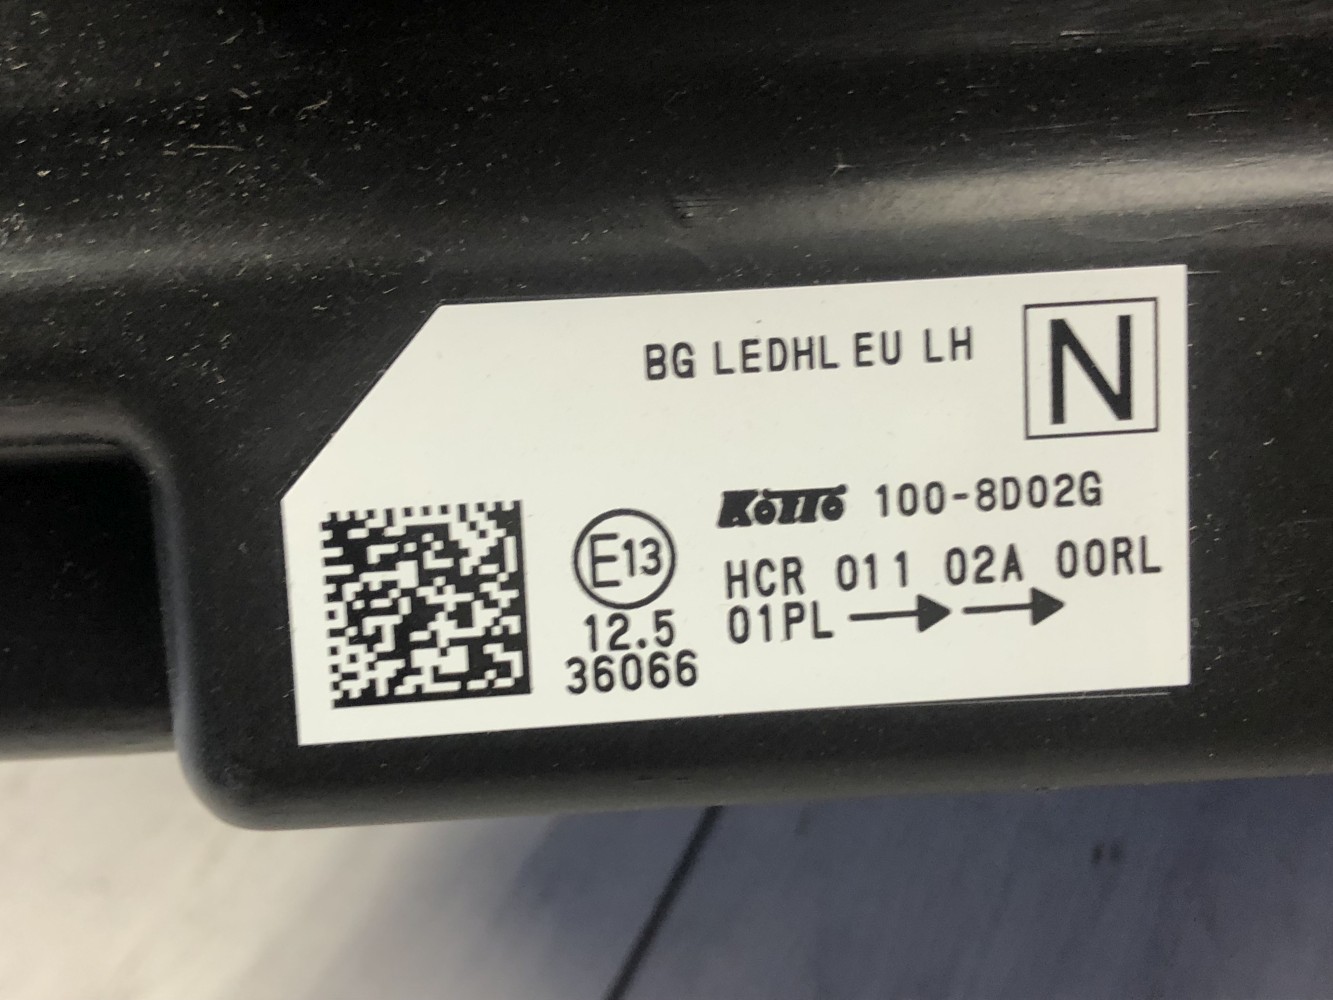 BG LEDHL EU LH
N
KOITO 100-8D02G
E13
HCR 011 02A 00RL
12.5
01PL → →
36066